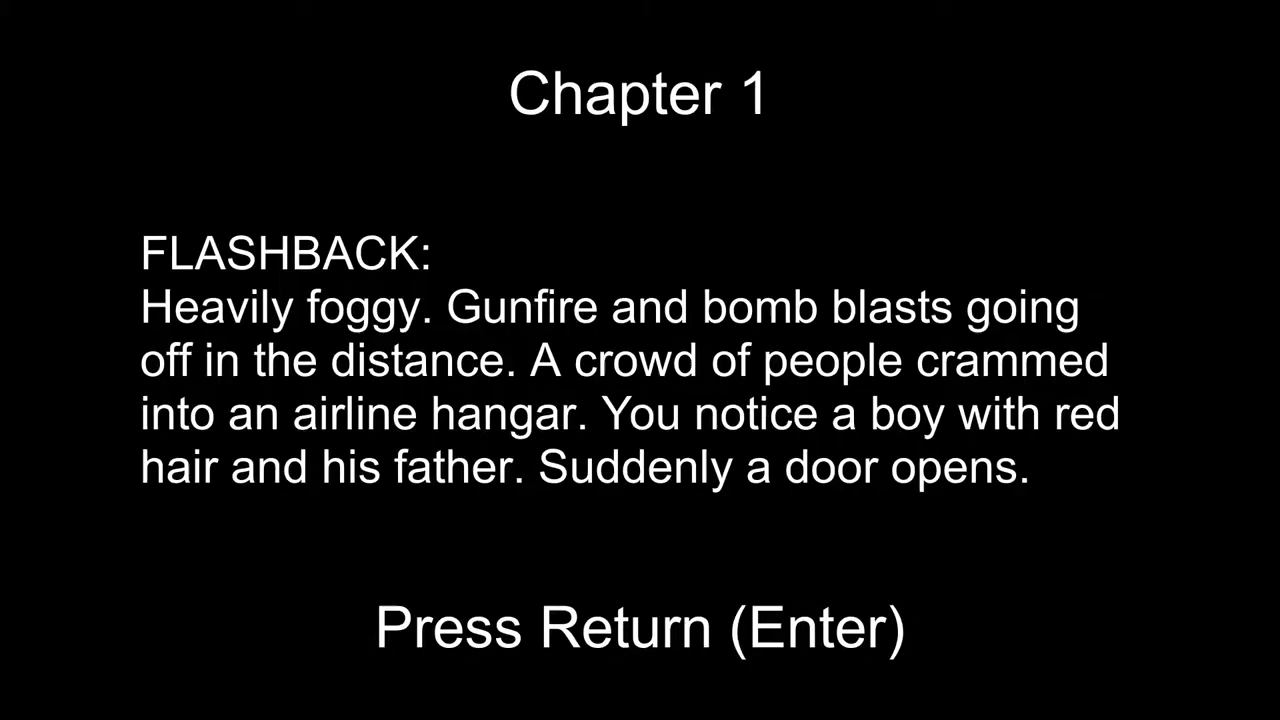 Chapter 1
FLASHBACK:
Heavily foggy. Gunfire and bomb blasts going
off in the distance. A crowd of people crammed
into an airline hangar. You notice a boy with red
hair and his father. Suddenly a door opens.
Press Return (Enter)